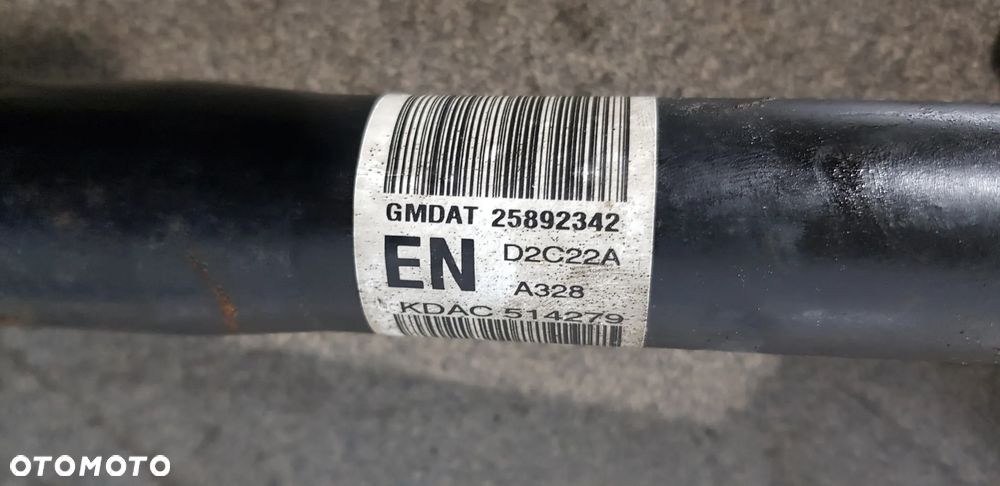 GMDAT 25892342
EN D2C22A
A328
KDAC 514279
OTOMOTO